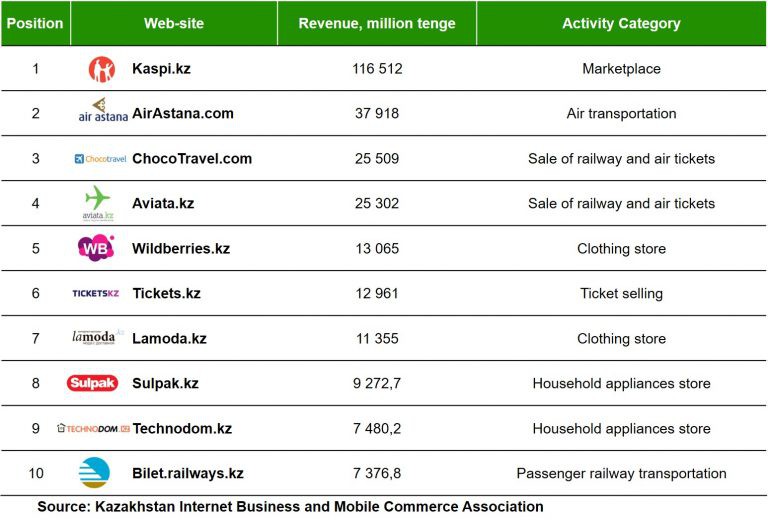 Position Web-site Revenue, million tenge Activity Category
1 Kaspi.kz 116 512 Marketplace
2 air astana AirAstana.com 37 918 Air transportation
3 Chocotravel ChocoTravel.com 25 509 Sale of railway and air tickets
4 aviata.kz Aviata.kz 25 302 Sale of railway and air tickets
5 WB Wildberries.kz 13 065 Clothing store
6 TICKETSKZ Tickets.kz 12 961 Ticket selling
7 lamoda.kz Lamoda.kz 11 355 Clothing store
8 Sulpak Sulpak.kz 9 272,7 Household appliances store
9 TECHNODOM.KZ Technodom.kz 7 480,2 Household appliances store
10 Bilet.railways.kz 7 376,8 Passenger railway transportation
Source: Kazakhstan Internet Business and Mobile Commerce Association